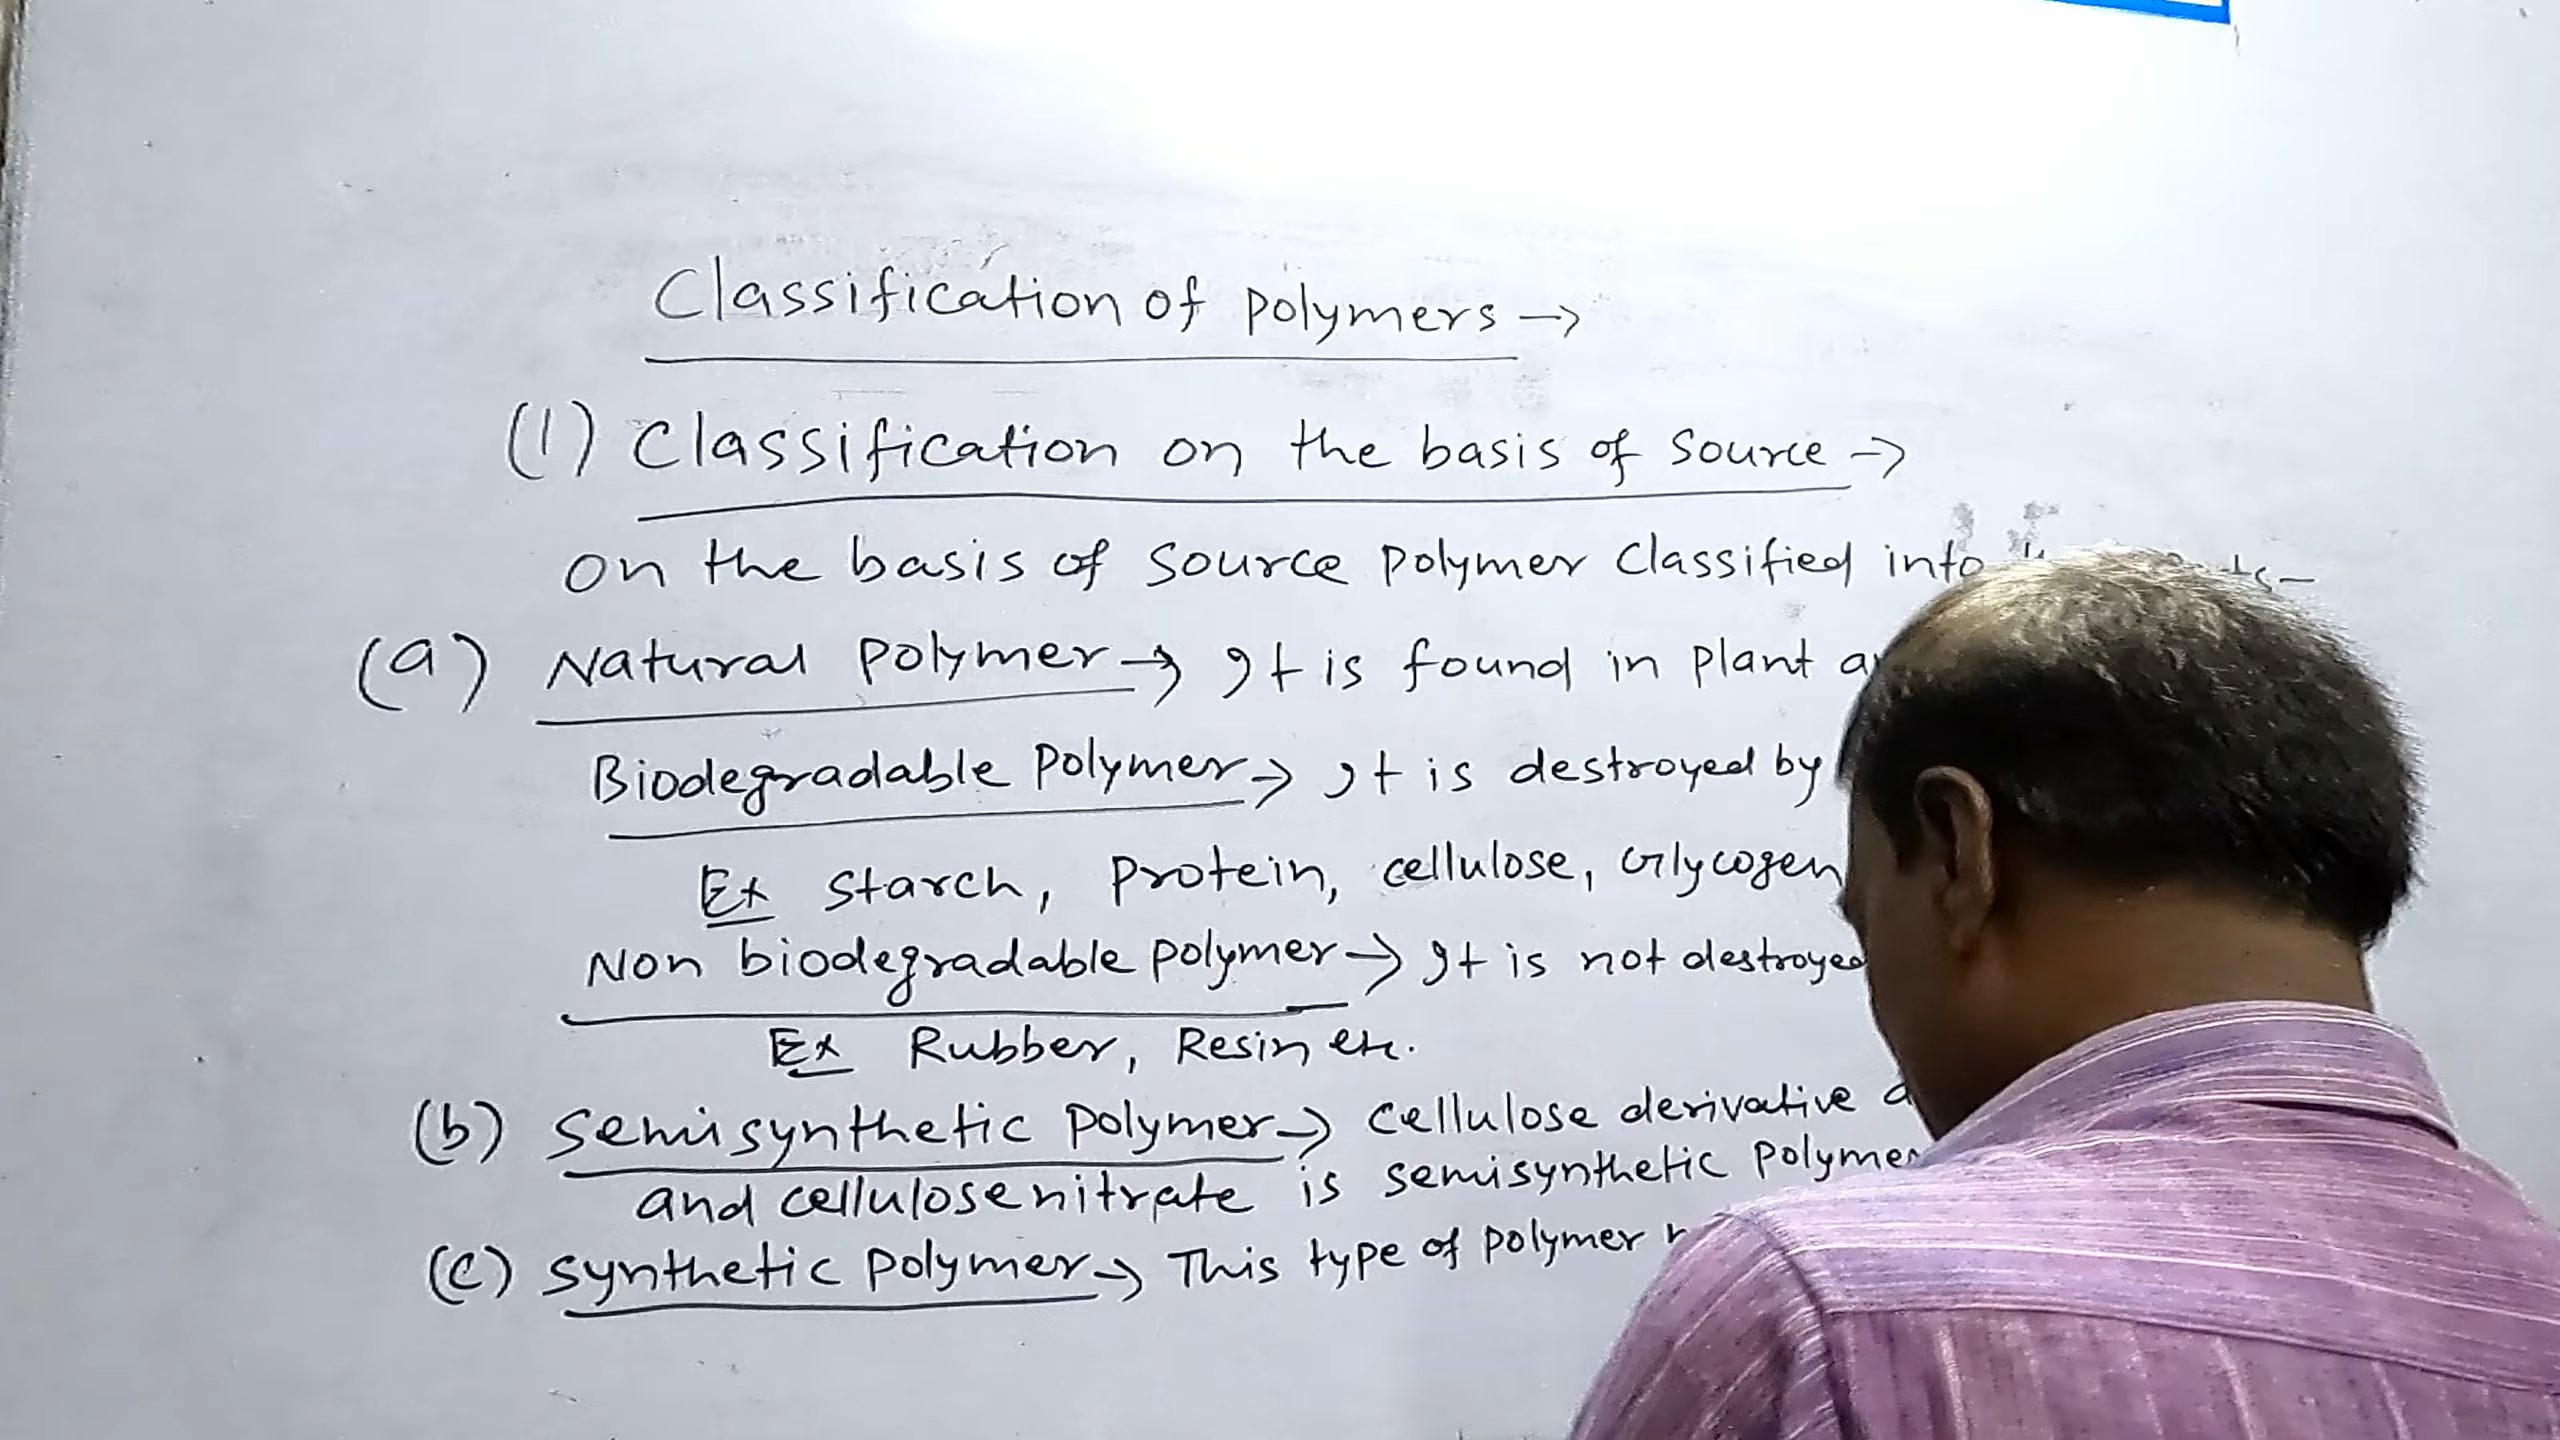 Classification of polymers →
(1) Classification on the basis of source →
on the basis of source polymer classified into
(a) Natural polymer → It is found in plant
Biodegradable polymer → It is destroyed by
Ex Starch, Protein, cellulose, Glycogen
Non biodegradable polymer → It is not destroyed
Ex Rubber, Resin etc.
(b) Semisynthetic polymer → cellulose derivative
and cellulosenitrate is semisynthetic polymer
(c) Synthetic polymer → This type of polymer